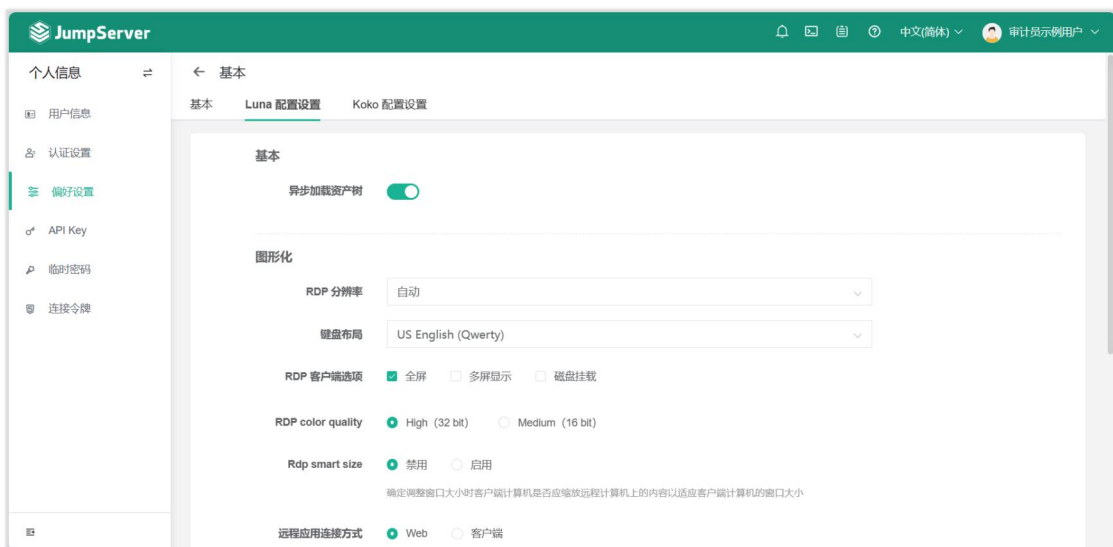 JumpServer
中文(简体)
审计员示例用户
个人信息
用户信息
认证设置
偏好设置
API Key
临时密码
连接令牌
基本
基本
Luna 配置设置
Koko 配置设置
基本
异步加载资产树
图形化
RDP 分辨率
自动
键盘布局
US English (Qwerty)
RDP 客户端选项
全屏
多屏显示
磁盘挂载
RDP color quality
High（32 bit）
Medium（16 bit）
Rdp smart size
禁用
启用
确定调整窗口大小时客户端计算机是否应缩放远程计算机上的内容以适应客户端计算机的窗口大小
远程应用连接方式
Web
客户端